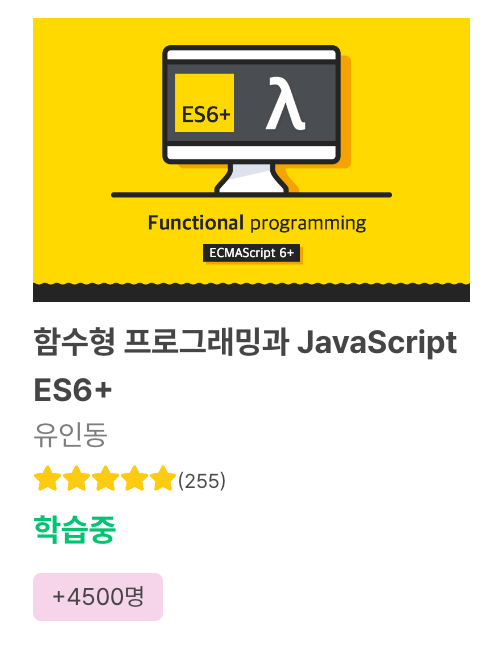 ES6+ λ
Functional programming
ECMAScript 6+
함수형 프로그래밍과 JavaScript
ES6+
유인동
(255)
학습중
+4500명